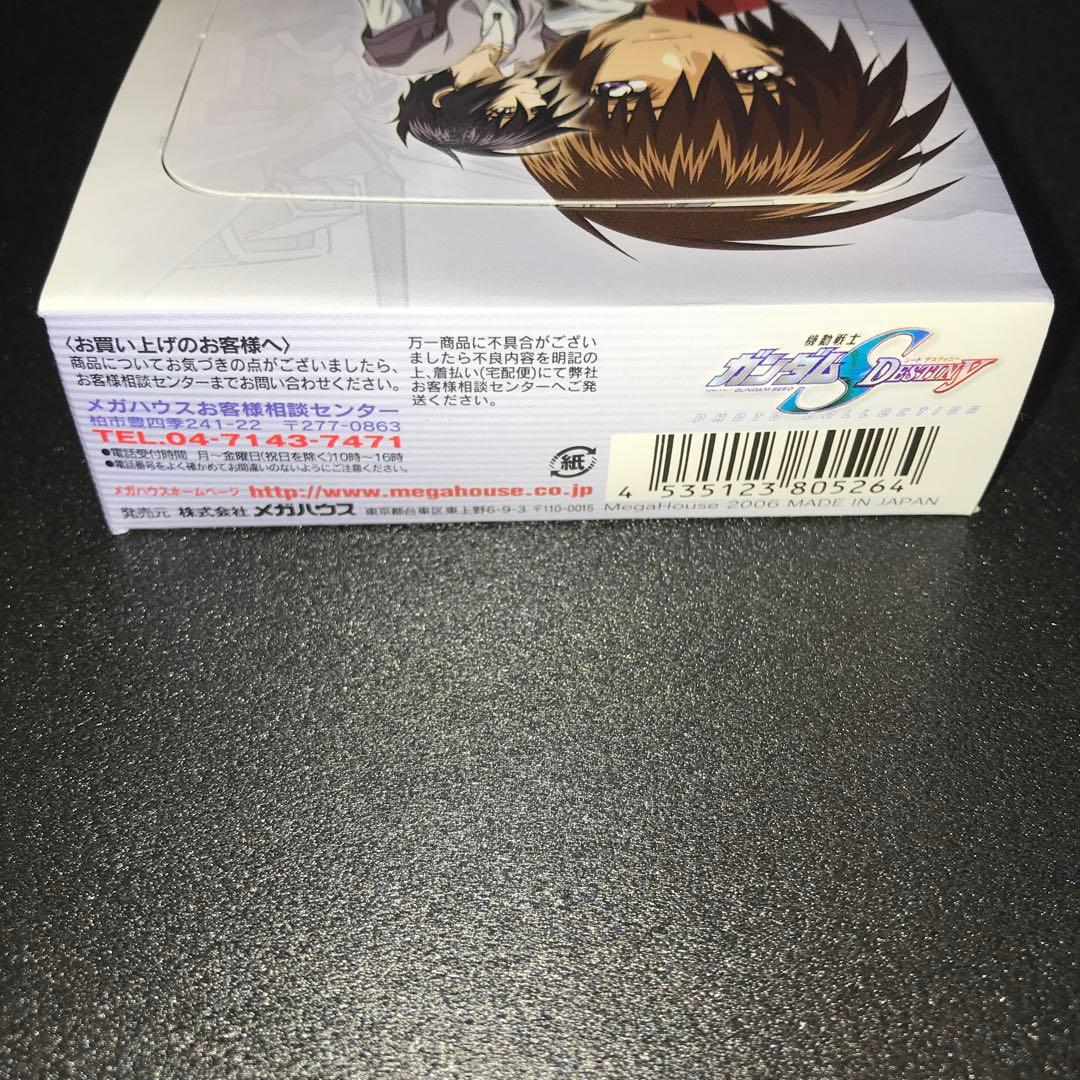 〈お買い上げのお客様へ〉
商品についてお気づきの点がございましたら、
お客様相談センターまでお問い合わせください。
メガハウスお客様相談センター
柏市豊四季241-22 〒277-0863
TEL.04-7143-7471
●電話受付時間 月～金曜日(祝日を除く)10時～16時
●電話番号をよく確かめてお間違いのないようにご注意ください。
メガハウスホームページ http://www.megahouse.co.jp
発売元 株式会社 メガハウス 東京都台東区東上野6-9-3 〒110-0015
万一商品に不具合がござい
ましたら不良内容を明記の
上、着払い(宅配便)にて弊社
お客様相談センターへご発
送ください。
紙
機動戦士
ガンダム SEED DESTINY
GUNDAM SEED
PHOTO COLLECTION
4 535123 805264
MegaHouse 2006 MADE IN JAPAN